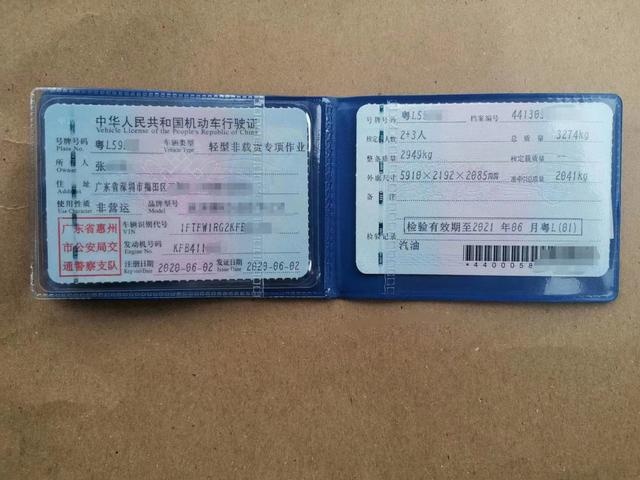 中华人民共和国机动车行驶证
Vehicle License of the People's Republic of China
号牌号码 粤L59 车辆类型 轻型非载货专项作业
Plate No. Vehicle Type
所有人 张
Owner
住址 广东省深圳市福田区
Address
使用性质 非营运 品牌型号
Use Character Model
广东省惠州
市公安局交
通警察支队
车辆识别代号 1FTFW1RG2KFE
VIN
发动机号码 KFB411
Engine No.
注册日期 2020-06-02 发证日期 2020-06-02
Register Date Issue Date
号牌号码 粤L59 档案编号 441303
核定载人数 2+3人 总质量 3274kg
整备质量 2949kg 核定载质量
外廓尺寸 5910×2192×2085mm 准牵引总质量 2041kg
备注
检验有效期至2021 年06 月粤L(01)
检验记录
汽油
*4400058